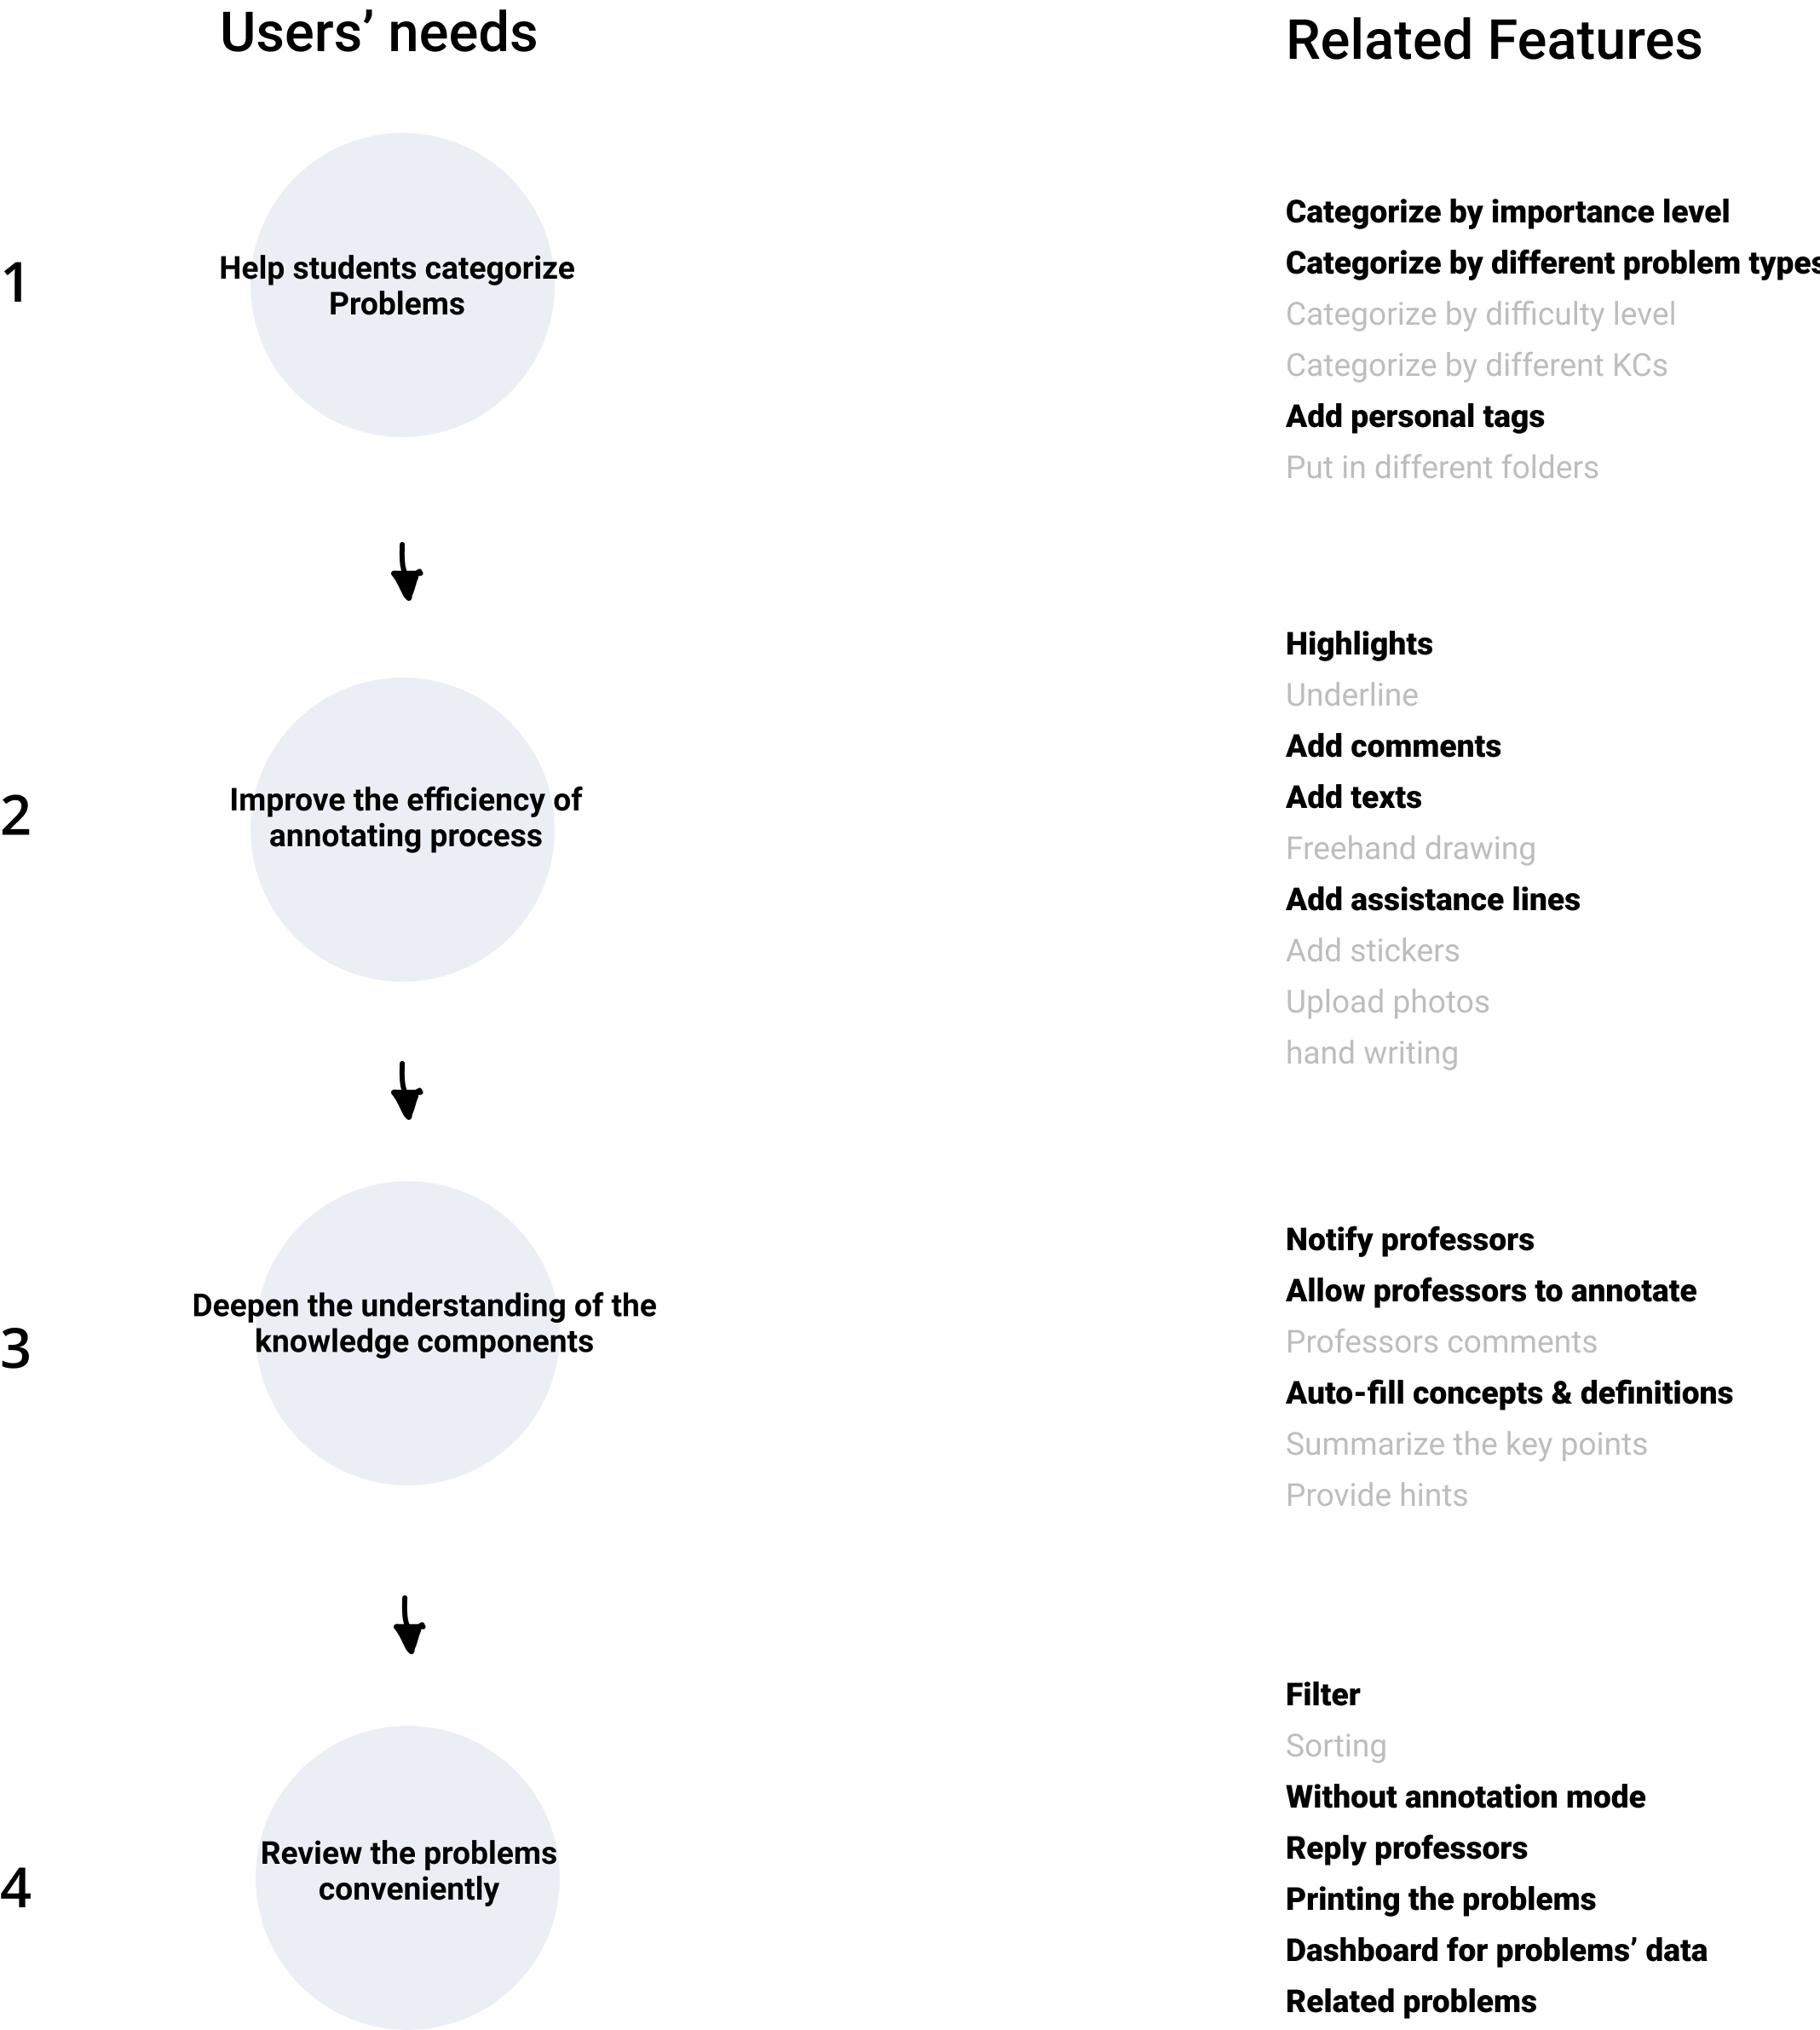 Users’ needs
Related Features
1
Help students categorize
Problems
Categorize by importance level
Categorize by different problem types
Categorize by difficulty level
Categorize by different KCs
Add personal tags
Put in different folders
2
Improve the efficiency of
annotating process
Highlights
Underline
Add comments
Add texts
Freehand drawing
Add assistance lines
Add stickers
Upload photos
hand writing
3
Deepen the understanding of the
knowledge components
Notify professors
Allow professors to annotate
Professors comments
Auto-fill concepts & definitions
Summarize the key points
Provide hints
4
Review the problems
conveniently
Filter
Sorting
Without annotation mode
Reply professors
Printing the problems
Dashboard for problems’ data
Related problems